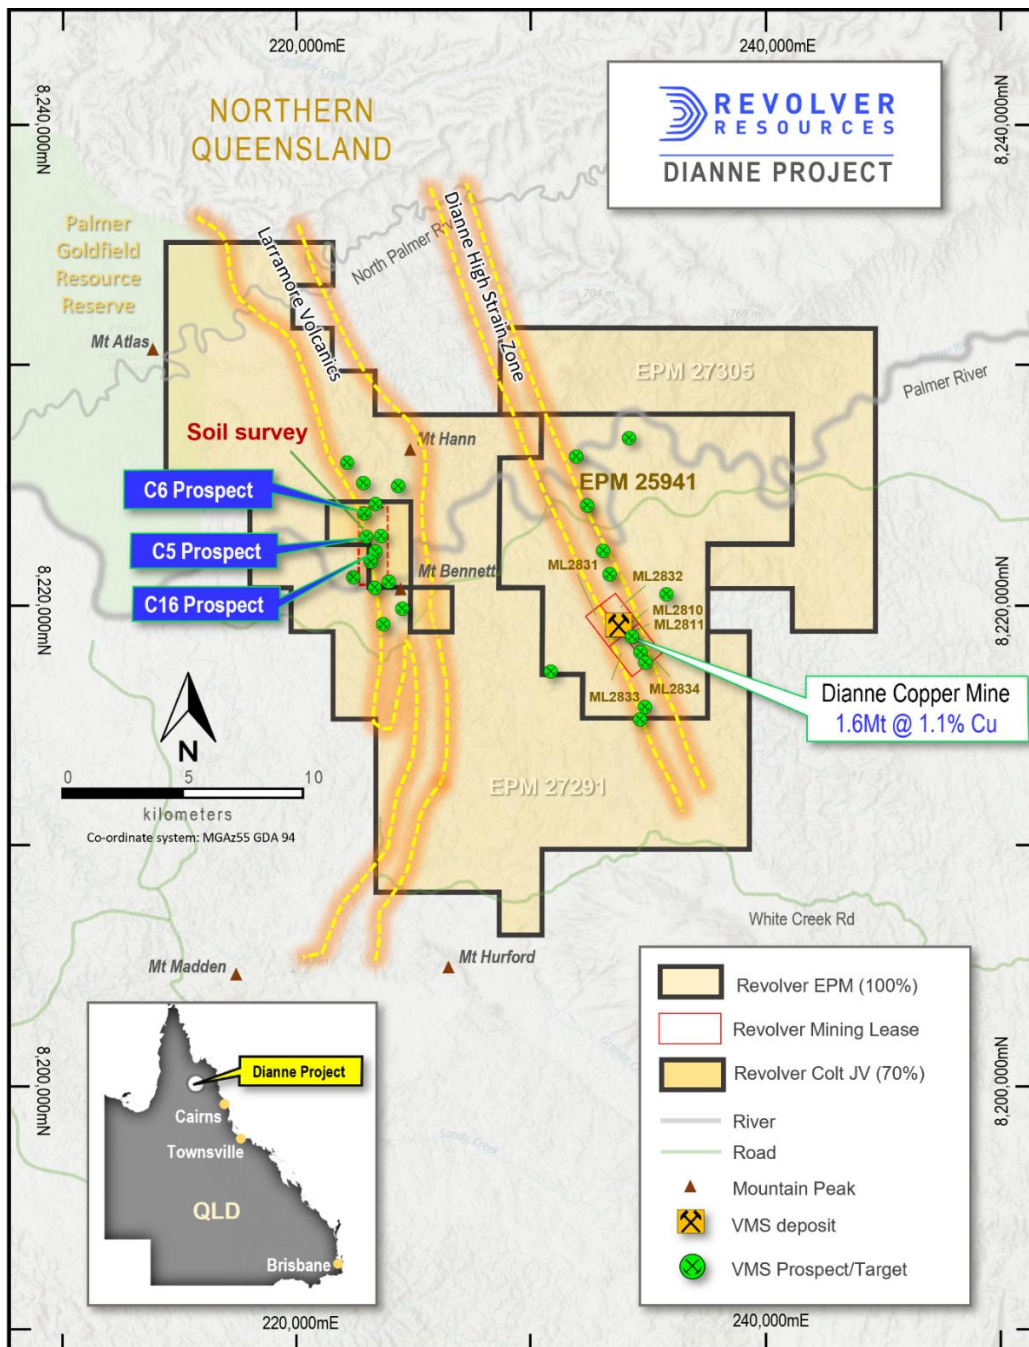 220,000mE
240,000mE
8,240,000mN
8,240,000mN
NORTHERN
QUEENSLAND
REVOLVER
RESOURCES
DIANNE PROJECT
Palmer
Goldfield
Resource
Reserve
Larramore Volcanics
North Palmer Riv
Dianne High Strain Zone
704 m
769 m
Mt Atlas
EPM 27305
Palmer River
Soil survey
Mt Hann
C6 Prospect
EPM 25941
C5 Prospect
C16 Prospect
Mt Bennett
ML2831
ML2832
ML2810
ML2811
8,220,000mN
8,220,000mN
ML2833
ML2834
Dianne Copper Mine
1.6Mt @ 1.1% Cu
N
0 5 10
kilometers
Co-ordinate system: MGAz55 GDA 94
EPM 27291
White Creek Rd
Mt Madden
Mt Hurford
Revolver EPM (100%)
Revolver Mining Lease
Revolver Colt JV (70%)
River
Road
Mountain Peak
VMS deposit
VMS Prospect/Target
Dianne Project
Cairns
Townsville
QLD
Brisbane
Sandy Creek
8,200,000mN
8,200,000mN
220,000mE
240,000mE